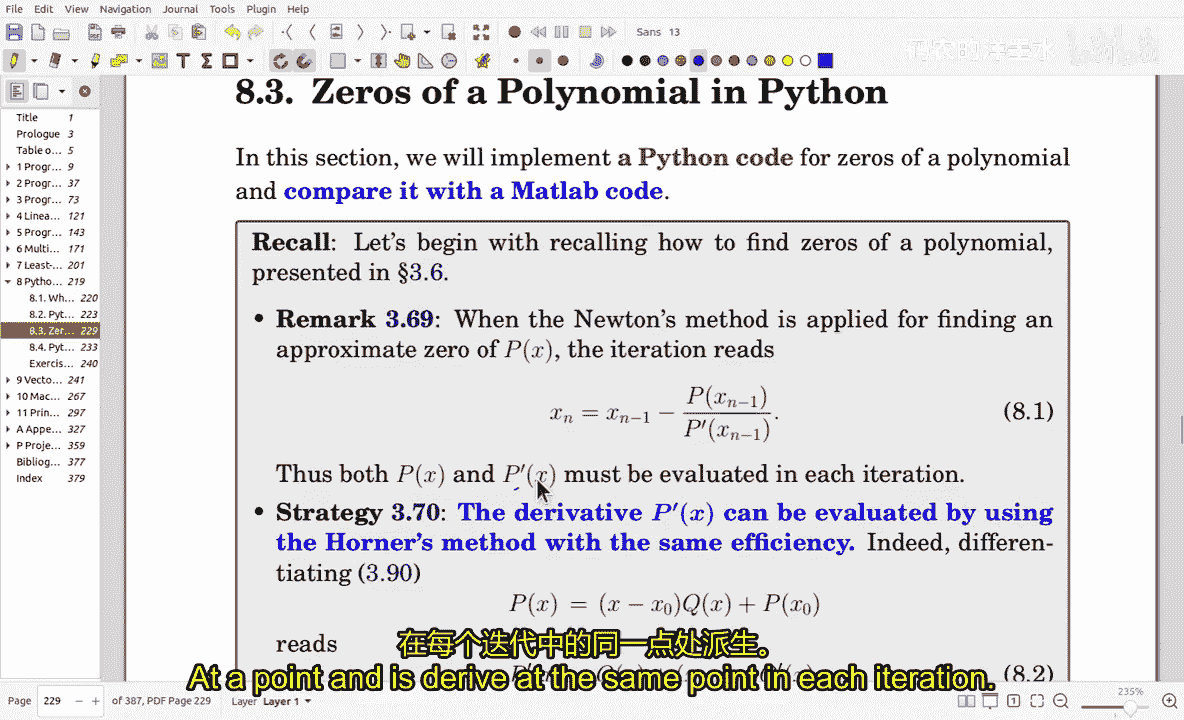 File Edit View Navigation Journal Tools Plugin Help
Sans 13
Title 1
Prologue 3
Table o... 5
1 Progr... 9
2 Progr... 37
3 Progr... 73
4 Linea... 121
5 Progr... 143
6 Multi... 171
7 Least-... 201
8 Pytho... 219
8.1. Wh... 220
8.2. Pyt... 223
8.3. Zer... 229
8.4. Pyt... 233
Exercis... 240
9 Vecto... 241
10 Mac... 267
11 Prin... 297
A Appe... 327
P Proje... 359
Bibliog... 377
Index 379
8.3. Zeros of a Polynomial in Python
In this section, we will implement a Python code for zeros of a polynomial
and compare it with a Matlab code.
Recall: Let's begin with recalling how to find zeros of a polynomial,
presented in §3.6.
• Remark 3.69: When the Newton's method is applied for finding an
approximate zero of P(x), the iteration reads
xₙ = xₙ₋₁ − P(xₙ₋₁) / P′(xₙ₋₁). (8.1)
Thus both P(x) and P′(x) must be evaluated in each iteration.
• Strategy 3.70: The derivative P′(x) can be evaluated by using
the Horner's method with the same efficiency. Indeed, differen-
tiating (3.90)
P(x) = (x − x₀)Q(x) + P(x₀)
reads
(8.2)
在每个迭代中的同一点处派生。
At a point and is derive at the same point in each iteration.
Page 229 of 387, PDF Page 229 Layer Layer 1
235%